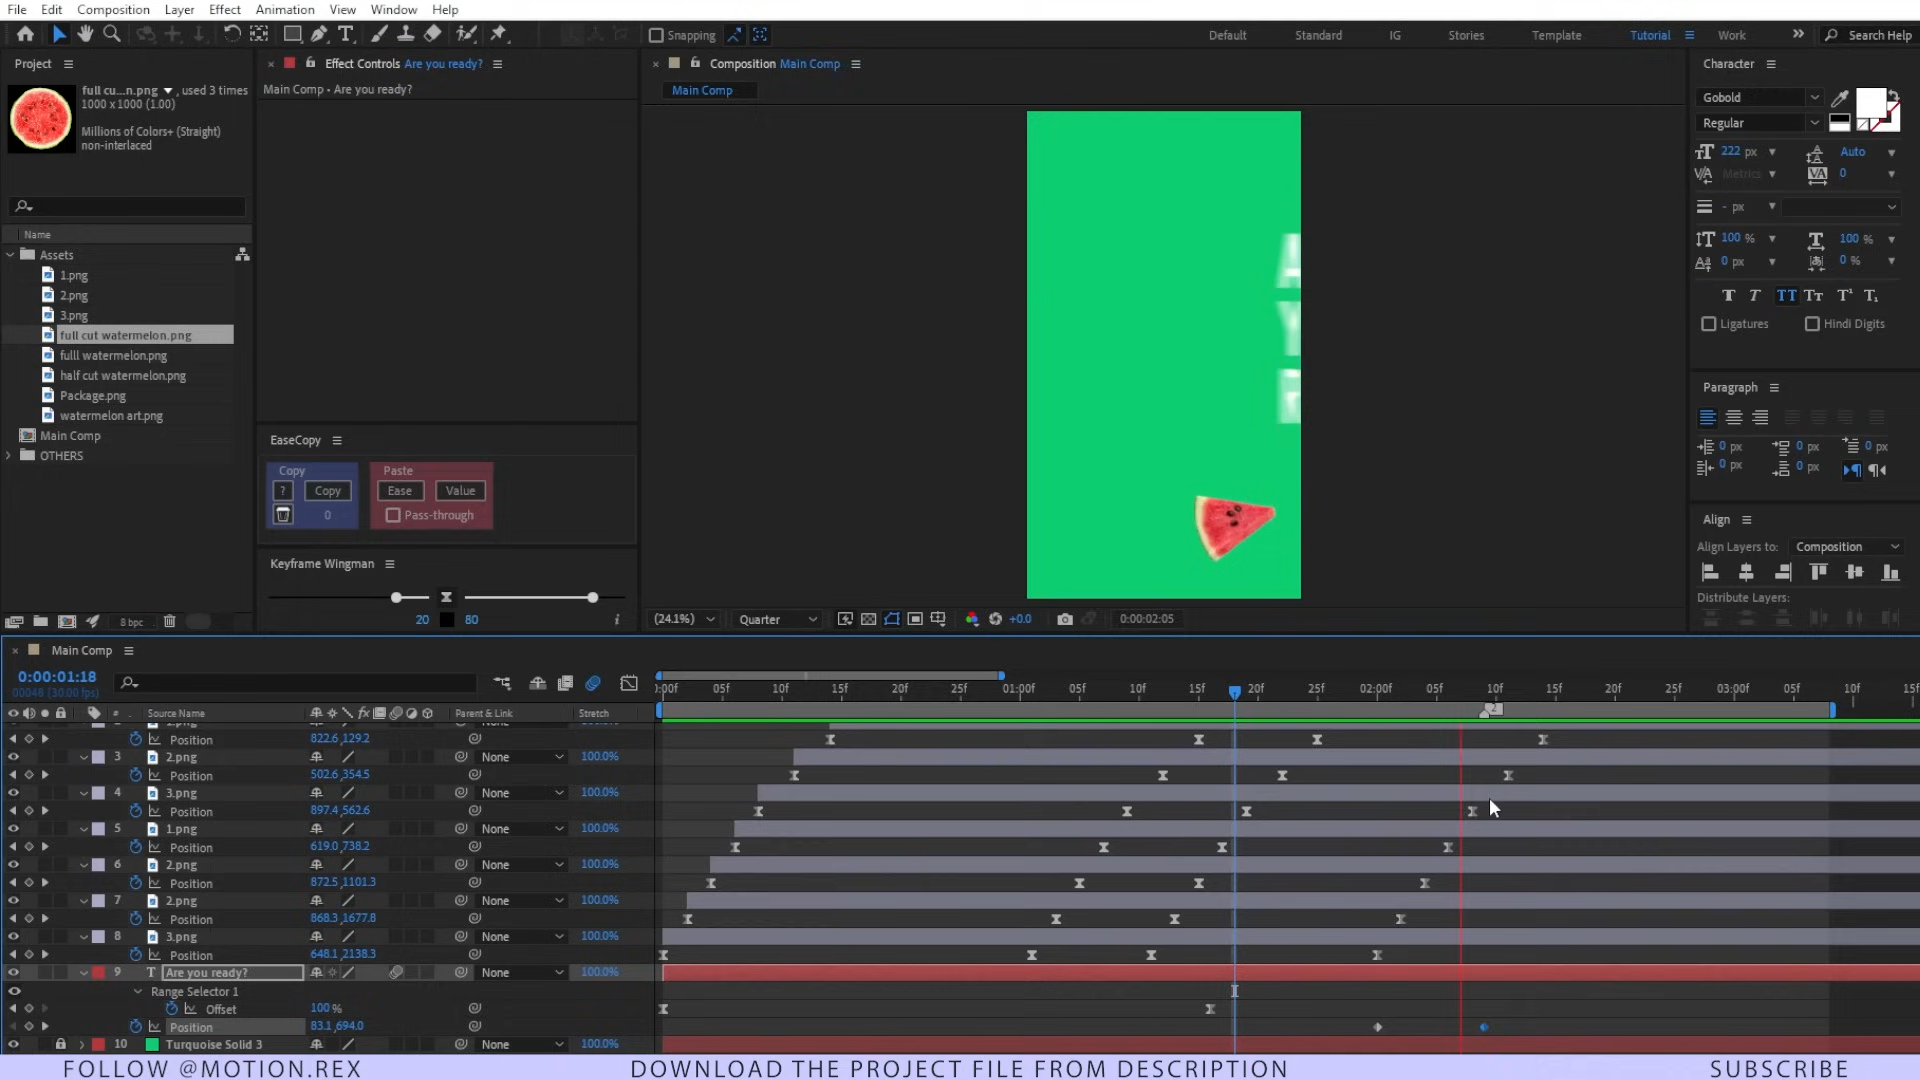 File Edit Composition Layer Effect Animation View Window Help
Snapping
Default Standard IG Stories Template Tutorial Work Search Help
Project
full cu...n.png , used 3 times
1000 x 1000 (1.00)
Millions of Colors+ (Straight)
non-interlaced
Name
Assets
1.png
2.png
3.png
full cut watermelon.png
fulll watermelon.png
half cut watermelon.png
Package.png
watermelon art.png
Main Comp
OTHERS
8 bpc
Effect Controls Are you ready?
Main Comp • Are you ready?
EaseCopy
Copy Paste
? Copy Ease Value
0 Pass-through
Keyframe Wingman
20 80
Composition Main Comp
Main Comp
(24.1%) Quarter +0.0 0:00:02:05
Character
Gobold
Regular
222 px Auto
Metrics 0
- px
100 % 100 %
0 px 0 %
Ligatures Hindi Digits
Paragraph
0 px 0 px 0 px
0 px 0 px
Align
Align Layers to: Composition
Distribute Layers:
Main Comp
0:00:01:18
00048 (30.00 fps)
0:00f 05f 10f 15f 20f 25f 01:00f 05f 10f 15f 20f 25f 02:00f 05f 10f 15f 20f 25f 03:00f 05f 10f 15f
# Source Name Parent & Link Stretch
2
Position 822.6,129.2
3 2.png None 100.0%
Position 502.6,354.5
4 3.png None 100.0%
Position 897.4,562.6
5 1.png None 100.0%
Position 619.0,738.2
6 2.png None 100.0%
Position 872.5,1101.3
7 2.png None 100.0%
Position 868.3,1677.8
8 3.png None 100.0%
Position 648.1,2138.3
9 T Are you ready? None 100.0%
Range Selector 1
Offset 100 %
Position 83.1,694.0
10 Turquoise Solid 3 None 100.0%
FOLLOW @MOTION.REX DOWNLOAD THE PROJECT FILE FROM DESCRIPTION SUBSCRIBE